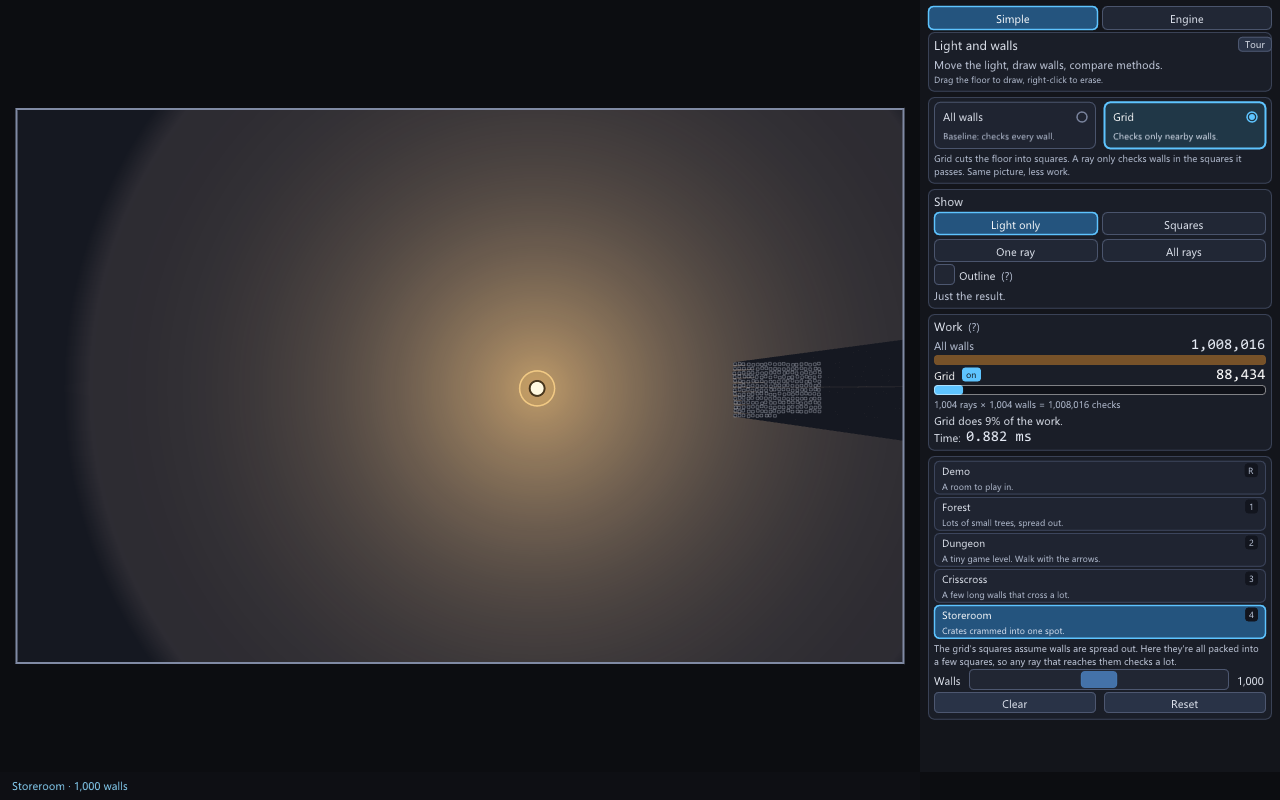 Simple
Engine
Light and walls
Tour
Move the light, draw walls, compare methods.
Drag the floor to draw, right-click to erase.
All walls
Baseline: checks every wall.
Grid
Checks only nearby walls.
Grid cuts the floor into squares. A ray only checks walls in the squares it
passes. Same picture, less work.
Show
Light only
Squares
One ray
All rays
Outline (?)
Just the result.
Work (?)
All walls 1,008,016
Grid on 88,434
1,004 rays × 1,004 walls = 1,008,016 checks
Grid does 9% of the work.
Time: 0.882 ms
Demo R
A room to play in.
Forest 1
Lots of small trees, spread out.
Dungeon 2
A tiny game level. Walk with the arrows.
Crisscross 3
A few long walls that cross a lot.
Storeroom 4
Crates crammed into one spot.
The grid's squares assume walls are spread out. Here they're all packed into
a few squares, so any ray that reaches them checks a lot.
Walls 1,000
Clear
Reset
Storeroom · 1,000 walls